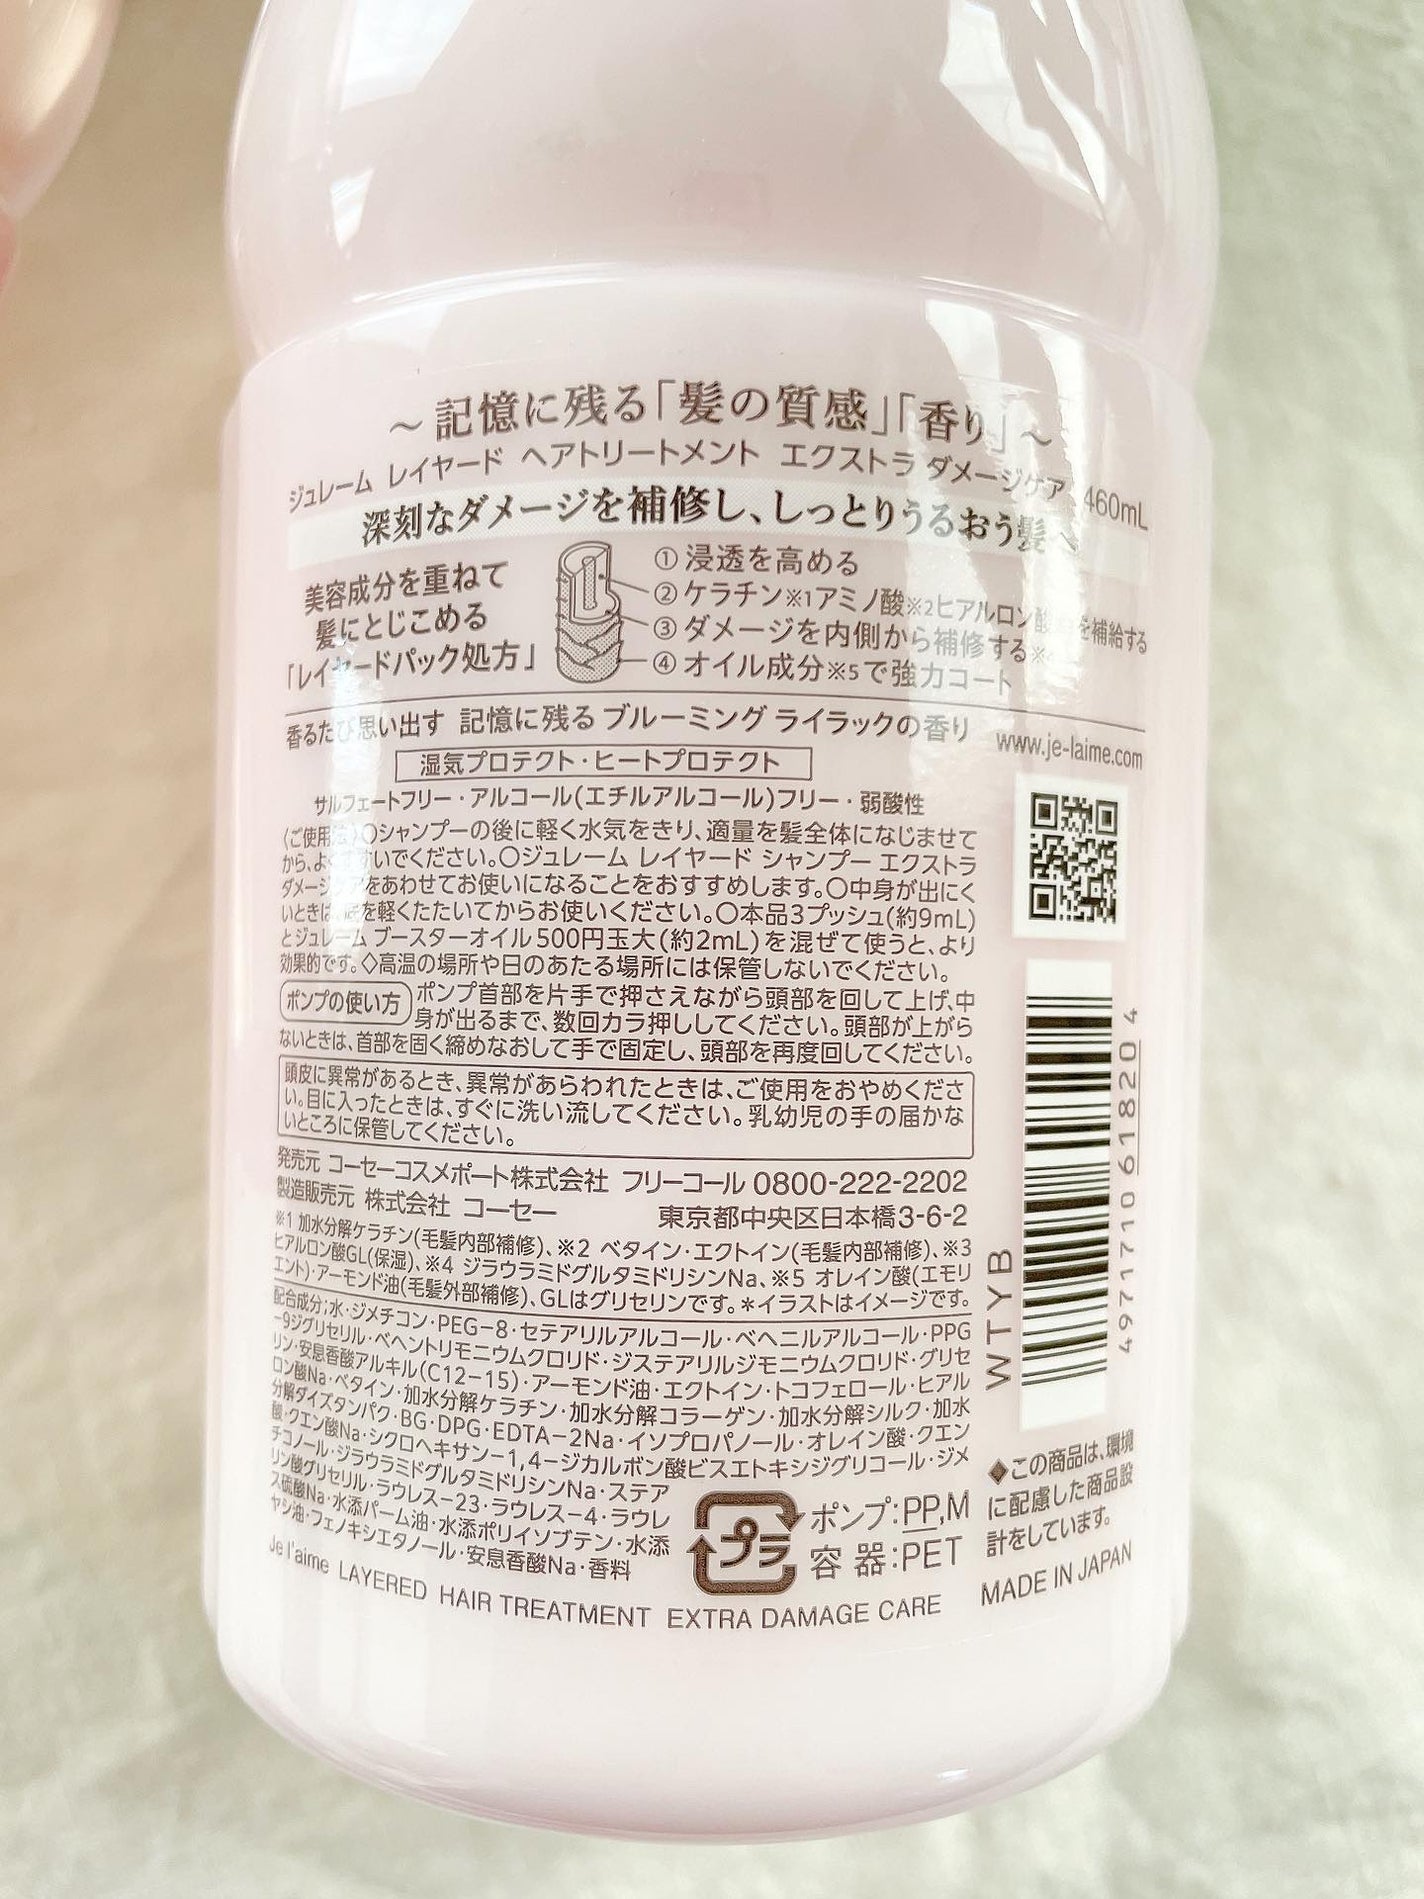 ～記憶に残る「髪の質感」「香り」～
ジュレーム レイヤード ヘアトリートメント エクストラ ダメージケア 460mL
深刻なダメージを補修し、しっとりうるおう髪へ
美容成分を重ねて
髪にとじこめる
「レイヤードパック処方」
①浸透を高める
②ケラチン※1アミノ酸※2ヒアルロン酸を補給する
③ダメージを内側から補修する
④オイル成分※5で強力コート
香るたび思い出す 記憶に残る ブルーミング ライラックの香り
www.je-laime.com
湿気プロテクト・ヒートプロテクト
サルフェートフリー・アルコール(エチルアルコール)フリー・弱酸性
〈ご使用法〉○シャンプーの後に軽く水気をきり、適量を髪全体になじませて
から、よくすすいでください。○ジュレーム レイヤード シャンプー エクストラ
ダメージケアをあわせてお使いになることをおすすめします。○中身が出にく
いときは、底を軽くたたいてからお使いください。○本品3プッシュ(約9mL)
とジュレーム ブースターオイル500円玉大(約2mL)を混ぜて使うと、より
効果的です。◇高温の場所や日のあたる場所には保管しないでください。
ポンプの使い方 ポンプ首部を片手で押さえながら頭部を回して上げ、中
身が出るまで、数回カラ押ししてください。頭部が上がら
ないときは、首部を固く締めなおして手で固定し、頭部を再度回してください。
頭皮に異常があるとき、異常があらわれたときは、ご使用をおやめくださ
い。目に入ったときは、すぐに洗い流してください。乳幼児の手の届かな
いところに保管してください。
発売元 コーセーコスメポート株式会社 フリーコール 0800-222-2202
製造販売元 株式会社 コーセー 東京都中央区日本橋3-6-2
※1 加水分解ケラチン(毛髪内部補修)、※2 ベタイン・エクトイン(毛髪内部補修)、※3
ヒアルロン酸GL(保湿)、※4 ジラウラミドグルタミドリシンNa、※5 オレイン酸(エモリ
エント)・アーモンド油(毛髪外部補修)、GLはグリセリンです。＊イラストはイメージです。
配合成分；水・ジメチコン・PEG−8・セテアリルアルコール・ベヘニルアルコール・PPG
−9ジグリセリル・ベヘントリモニウムクロリド・ジステアリルジモニウムクロリド・グリセ
リン・安息香酸アルキル(C12−15)・アーモンド油・エクトイン・トコフェロール・ヒアル
ロン酸Na・ベタイン・加水分解ケラチン・加水分解コラーゲン・加水分解シルク・加水
分解ダイズタンパク・BG・DPG・EDTA−2Na・イソプロパノール・オレイン酸・クエン
酸・クエン酸Na・シクロヘキサン−1,4−ジカルボン酸ビスエトキシジグリコール・ジメ
チコノール・ジラウラミドグルタミドリシンNa・ステア
リン酸グリセリル・ラウレス−23・ラウレス−4・ラウレ
ス硫酸Na・水添パーム油・水添ポリイソブテン・水添
ヤシ油・フェノキシエタノール・安息香酸Na・香料
プラ
ポンプ：PP,M
容 器：PET
WTYB
4971710618204
◆この商品は、環境
に配慮した商品設
計をしています。
Je l'aime LAYERED HAIR TREATMENT EXTRA DAMAGE CARE
MADE IN JAPAN